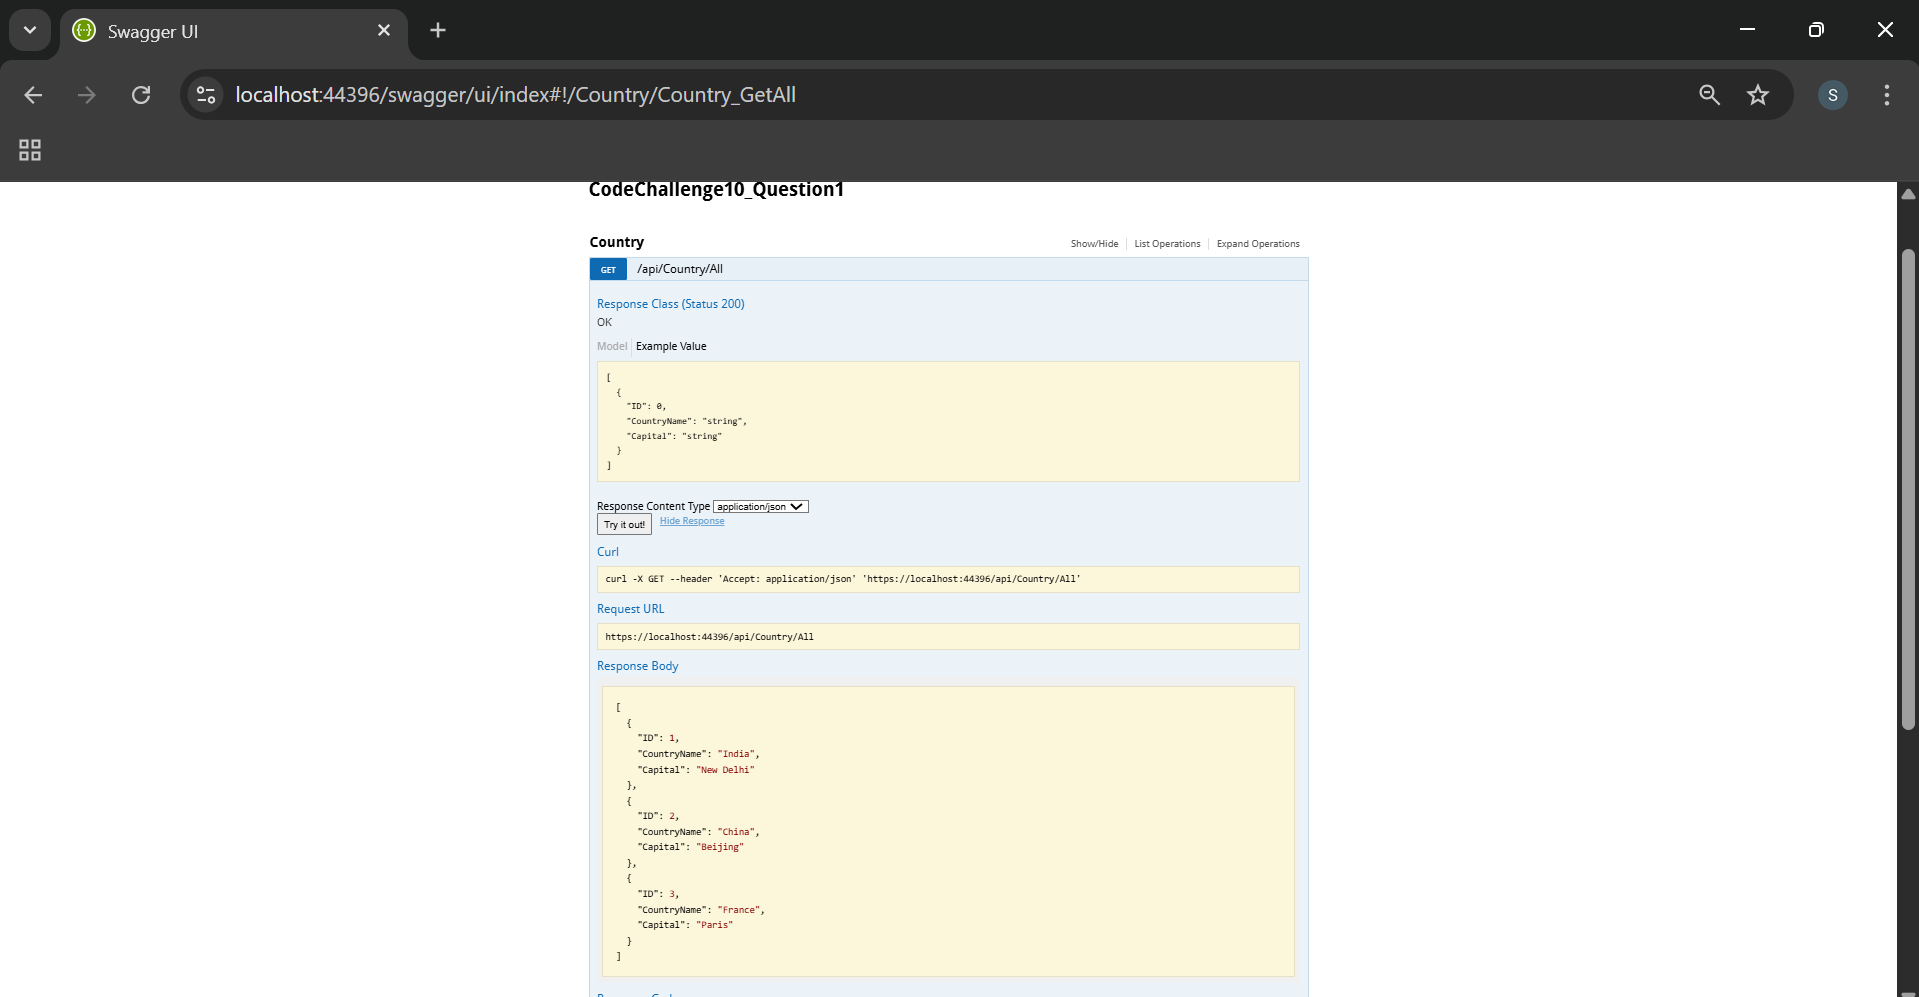 Swagger UI
localhost:44396/swagger/ui/index#!/Country/Country_GetAll
S
CodeChallenge10_Question1
Country
Show/Hide
List Operations
Expand Operations
GET
/api/Country/All
Response Class (Status 200)
OK
Model
Example Value
[
{
"ID": 0,
"CountryName": "string",
"Capital": "string"
}
]
Response Content Type application/json
Try it out!
Hide Response
Curl
curl -X GET --header 'Accept: application/json' 'https://localhost:44396/api/Country/All'
Request URL
https://localhost:44396/api/Country/All
Response Body
[
{
"ID": 1,
"CountryName": "India",
"Capital": "New Delhi"
},
{
"ID": 2,
"CountryName": "China",
"Capital": "Beijing"
},
{
"ID": 3,
"CountryName": "France",
"Capital": "Paris"
}
]